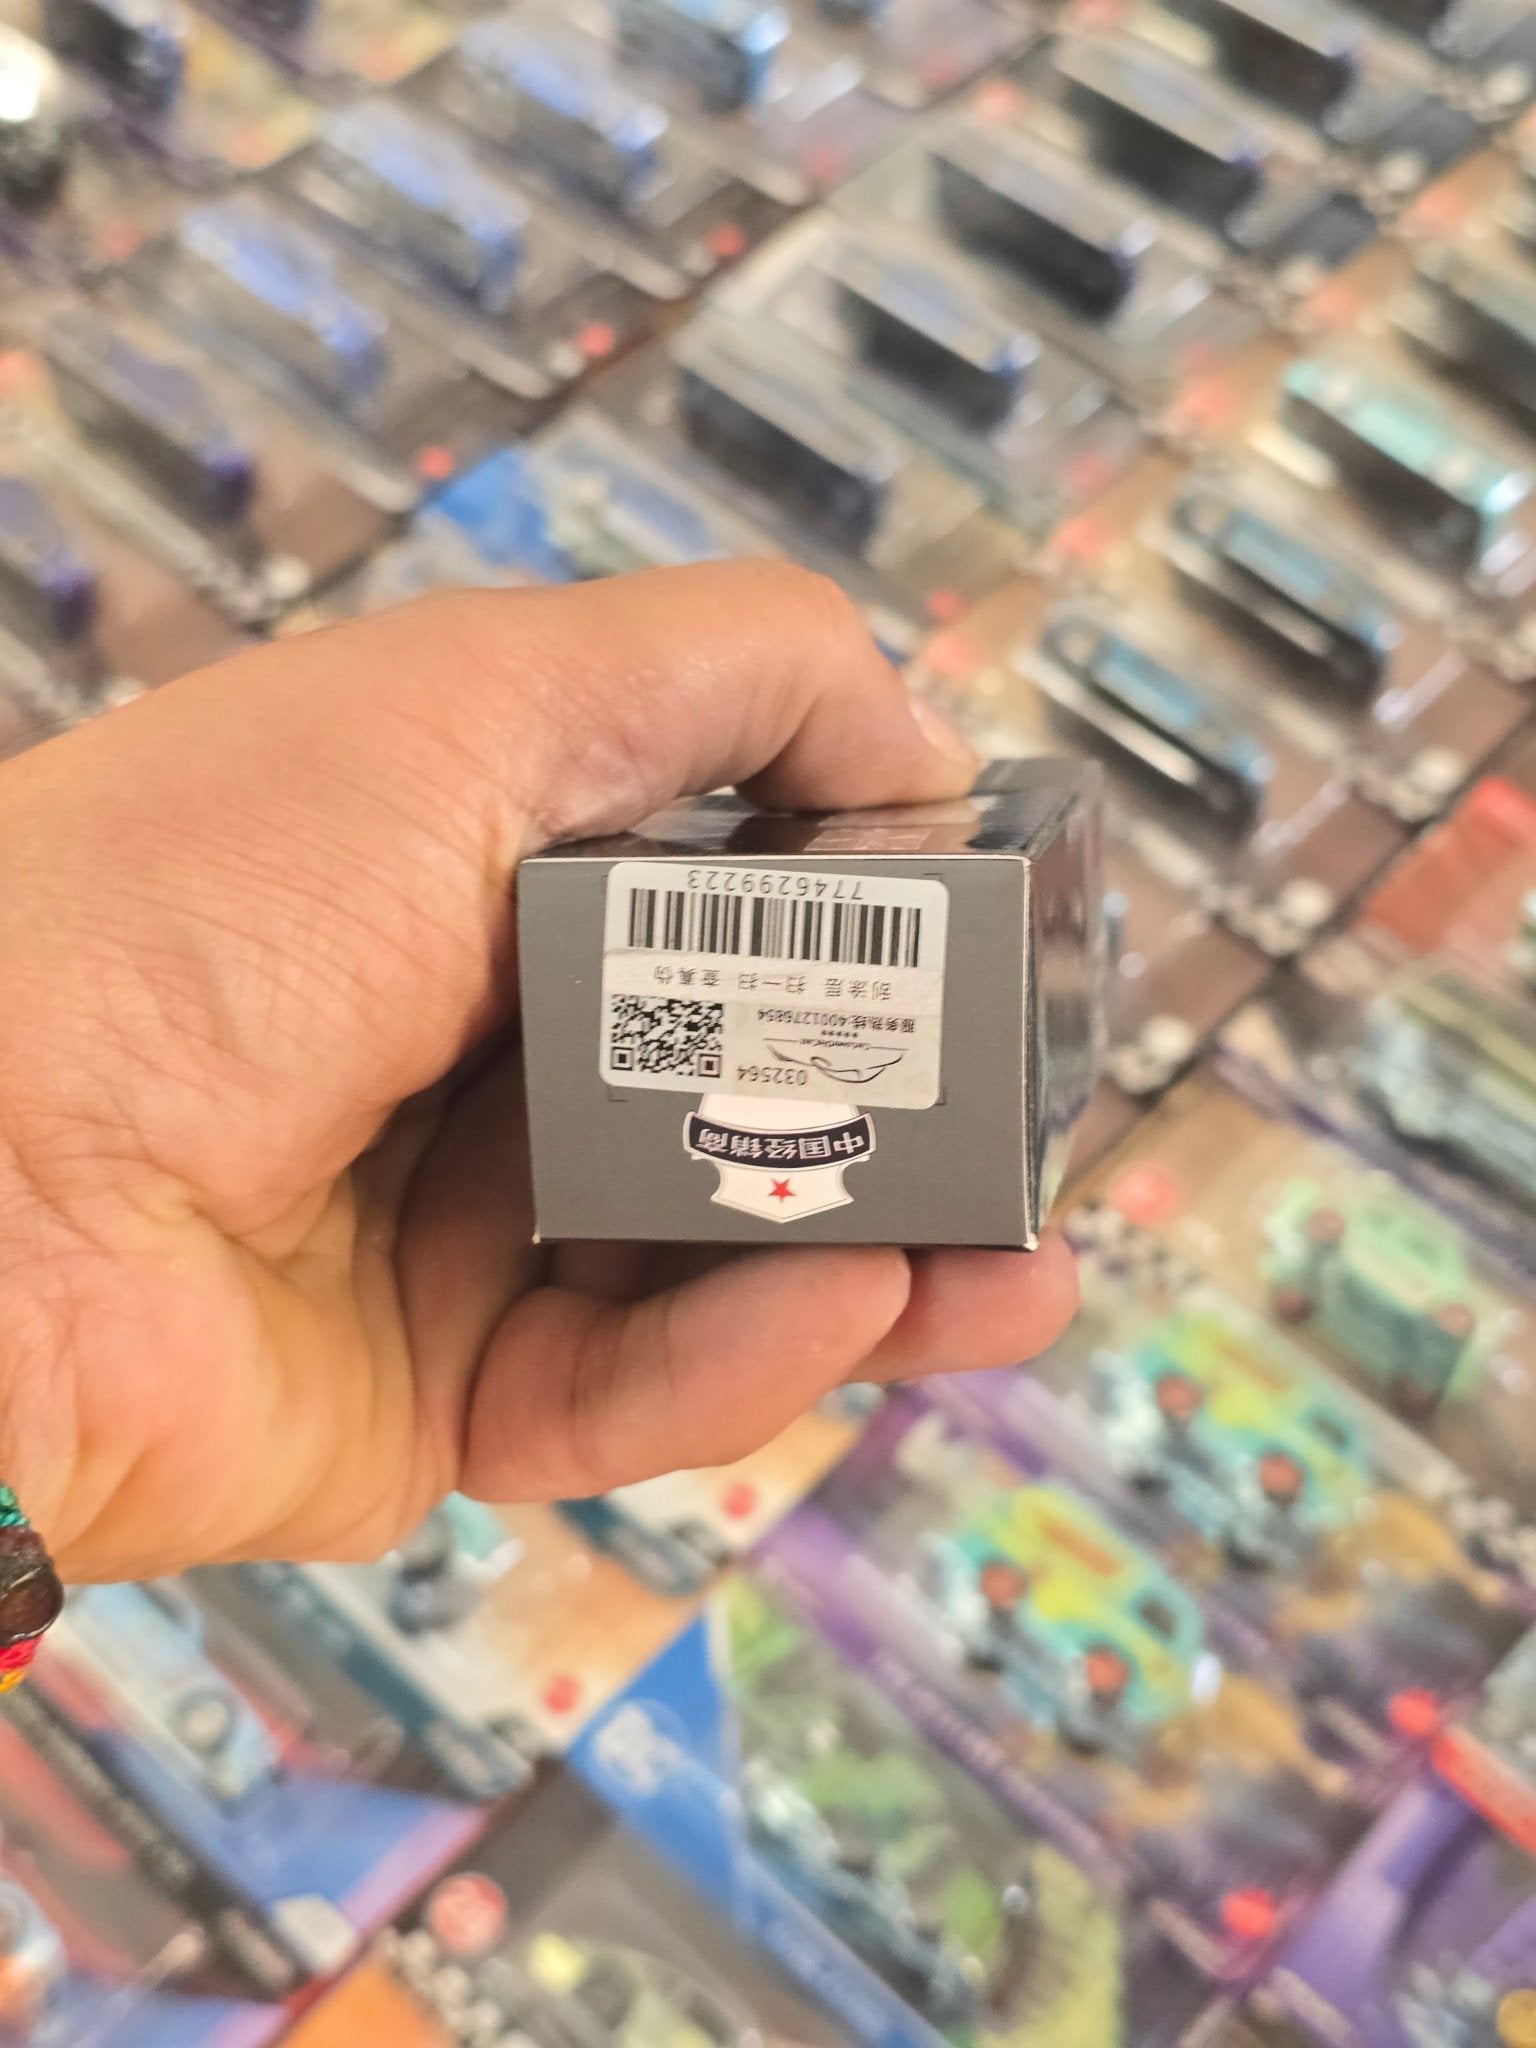 中国经销商
032564
服务热线:4001276854
刮涂层 扫一扫 查真伪
7746299223